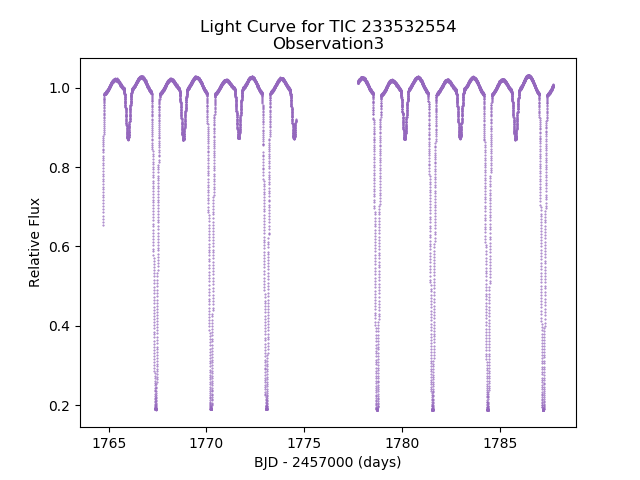 Light Curve for TIC 233532554
Observation3
1.0
0.8
0.6
0.4
0.2
Relative Flux
1765
1770
1775
1780
1785
BJD - 2457000 (days)